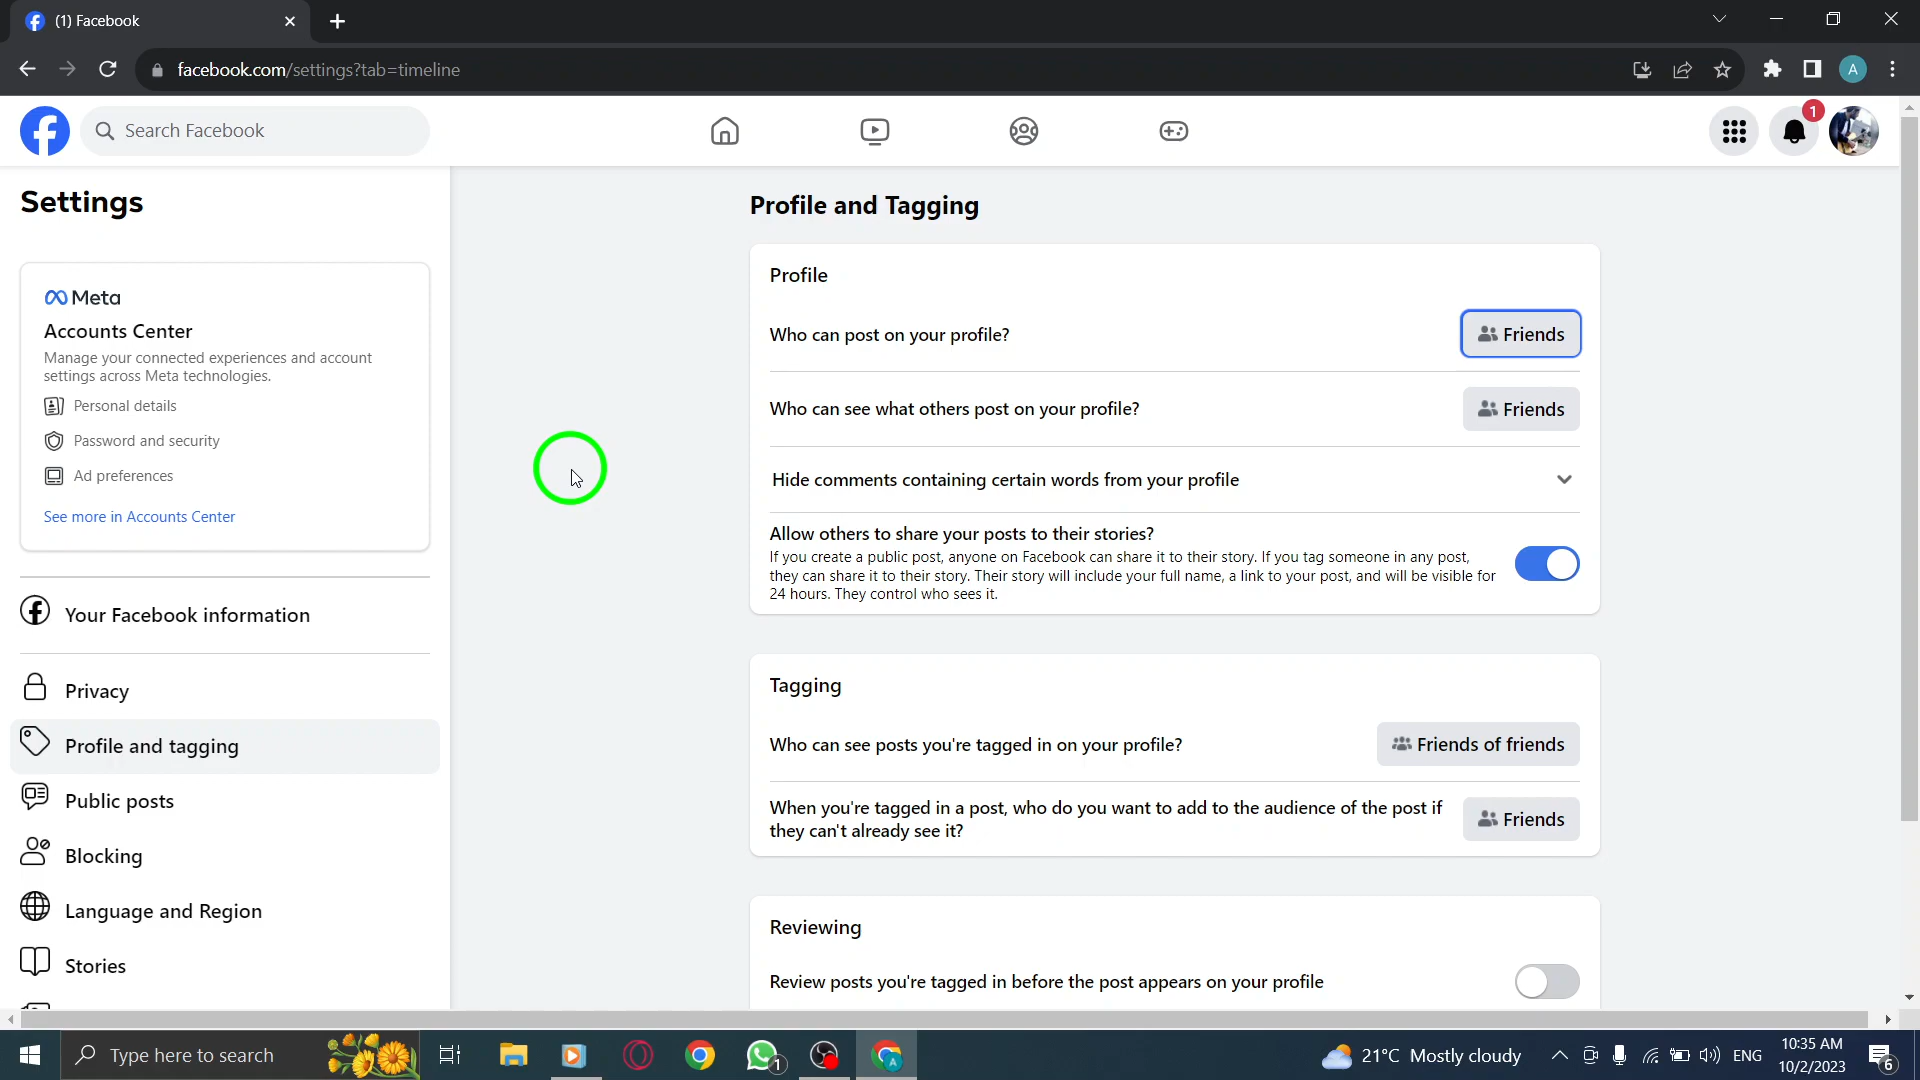 (1) Facebook
facebook.com/settings?tab=timeline
A
Search Facebook
1
Settings
Meta
Accounts Center
Manage your connected experiences and account
settings across Meta technologies.
Personal details
Password and security
Ad preferences
See more in Accounts Center
Your Facebook information
Privacy
Profile and tagging
Public posts
Blocking
Language and Region
Stories
Profile and Tagging
Profile
Who can post on your profile?
Friends
Who can see what others post on your profile?
Friends
Hide comments containing certain words from your profile
Allow others to share your posts to their stories?
If you create a public post, anyone on Facebook can share it to their story. If you tag someone in any post,
they can share it to their story. Their story will include your full name, a link to your post, and will be visible for
24 hours. They control who sees it.
Tagging
Who can see posts you're tagged in on your profile?
Friends of friends
When you're tagged in a post, who do you want to add to the audience of the post if
they can't already see it?
Friends
Reviewing
Review posts you're tagged in before the post appears on your profile
Type here to search
1
A
21°C Mostly cloudy
ENG
10:35 AM
10/2/2023
6